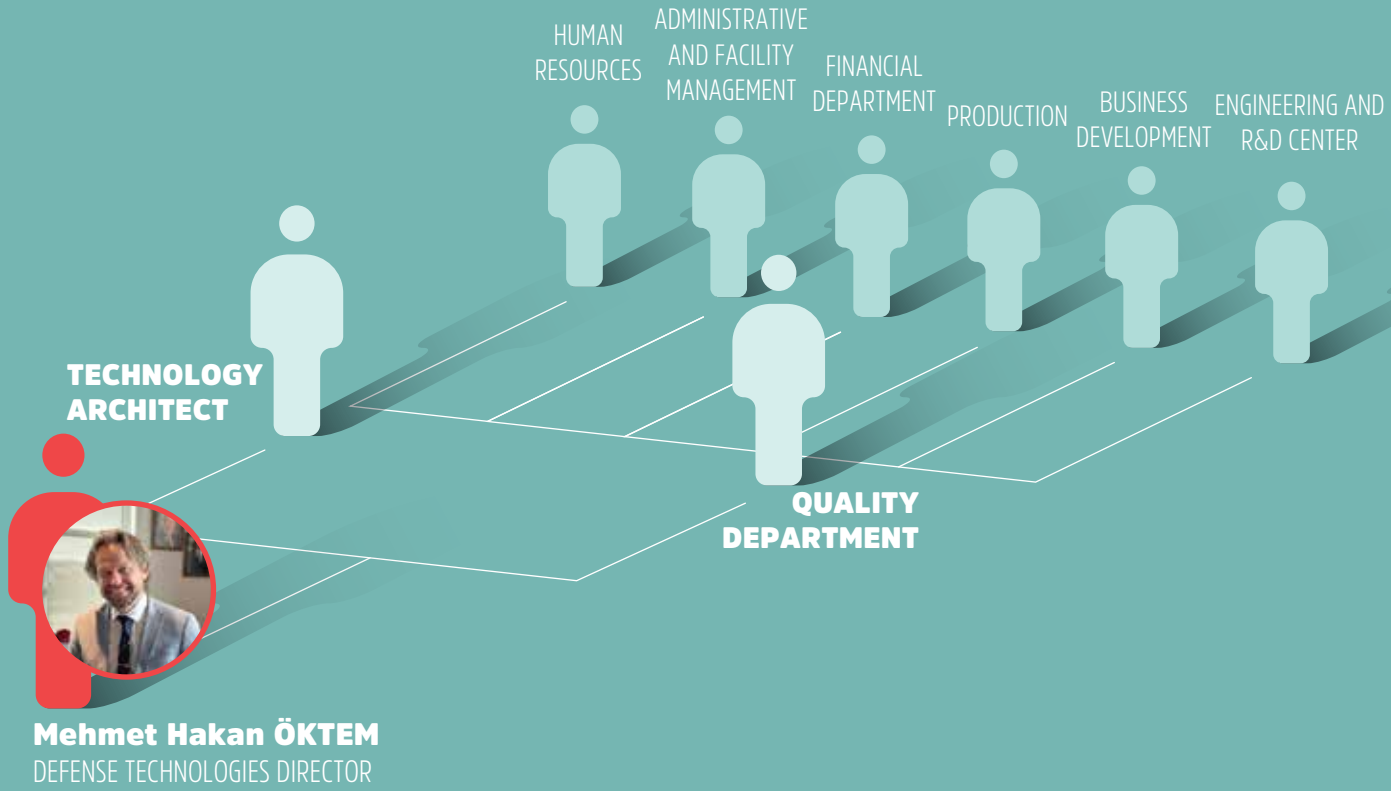 HUMAN
RESOURCES
ADMINISTRATIVE
AND FACILITY
MANAGEMENT
FINANCIAL
DEPARTMENT
PRODUCTION
BUSINESS
DEVELOPMENT
ENGINEERING AND
R&D CENTER
TECHNOLOGY
ARCHITECT
QUALITY
DEPARTMENT
Mehmet Hakan ÖKTEM
DEFENSE TECHNOLOGIES DIRECTOR